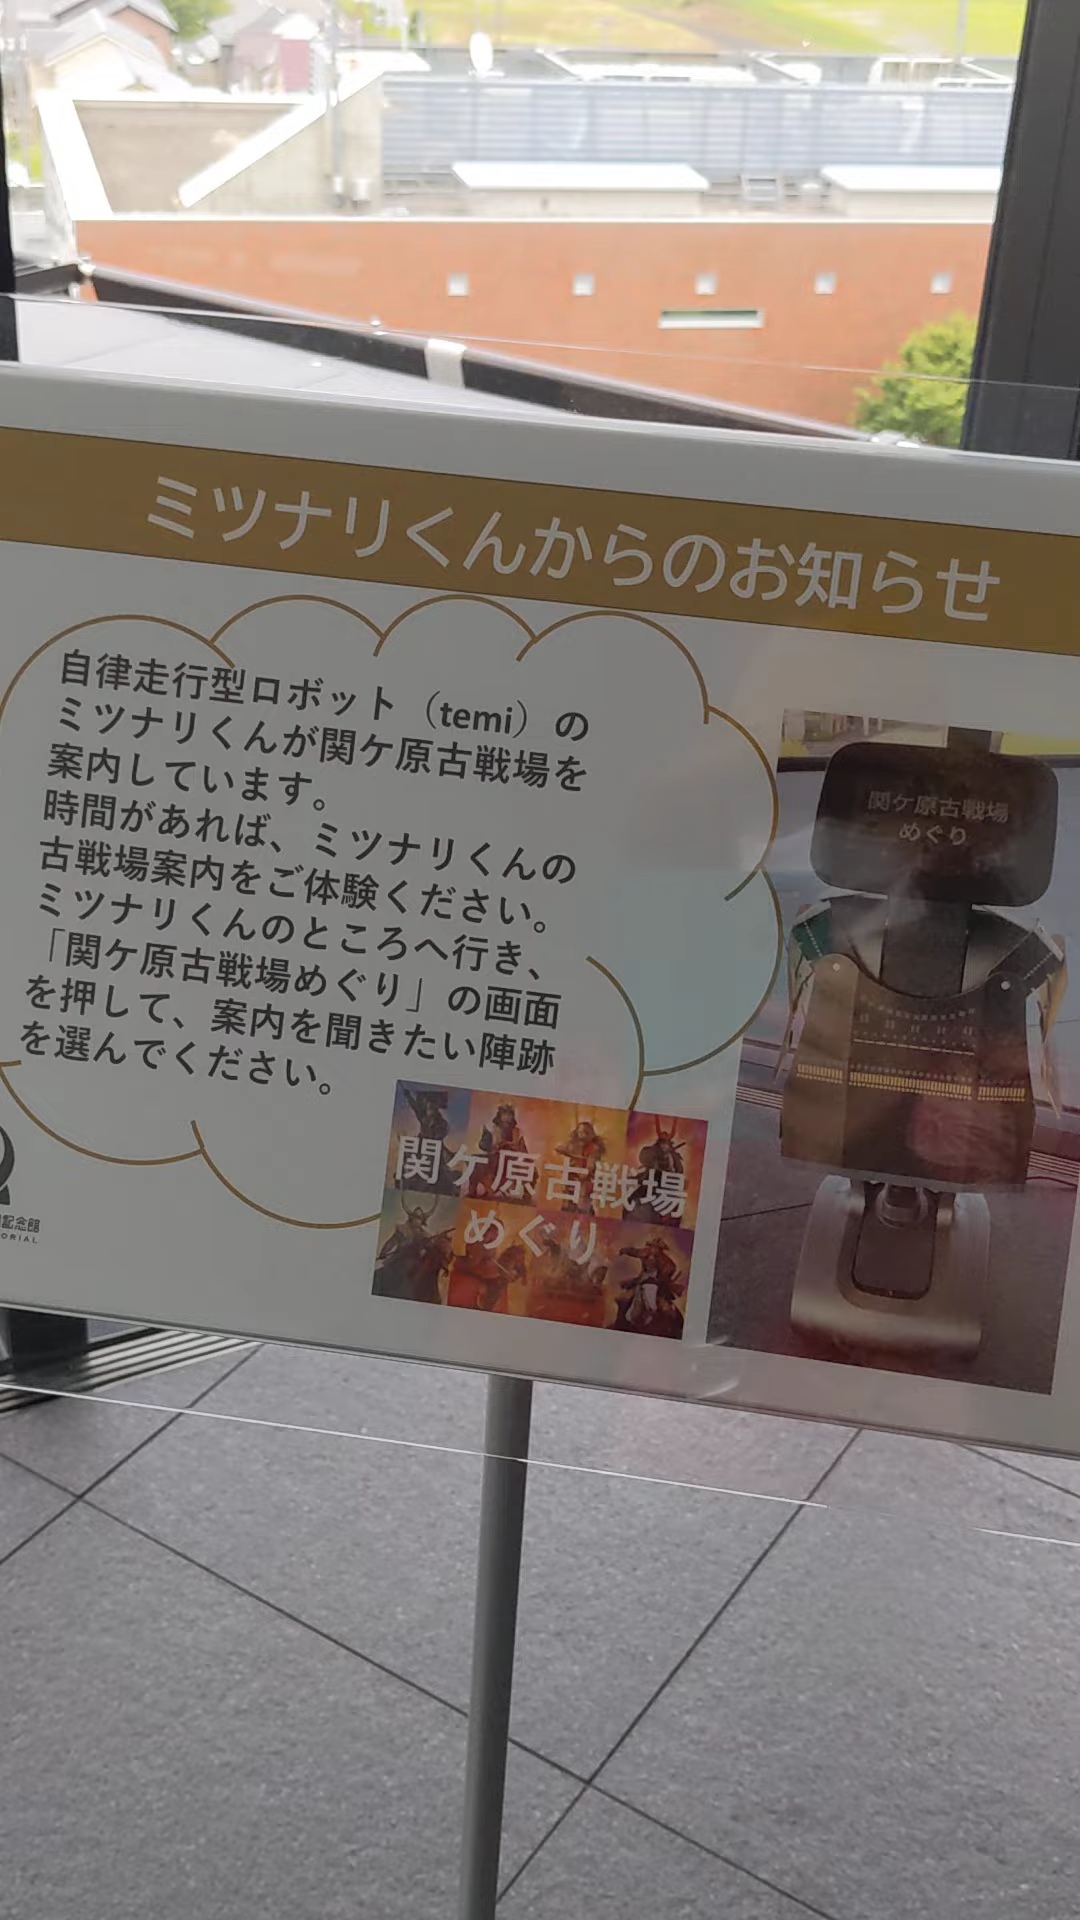 ミツナリくんからのお知らせ
自律走行型ロボット（temi）の
ミツナリくんが関ケ原古戦場を
案内しています。
時間があれば、ミツナリくんの
古戦場案内をご体験ください。
ミツナリくんのところへ行き、
「関ケ原古戦場めぐり」の画面
を押して、案内を聞きたい陣跡
を選んでください。
関ケ原古戦場
めぐり
関ケ原古戦場
めぐり
記念館
ORIAL